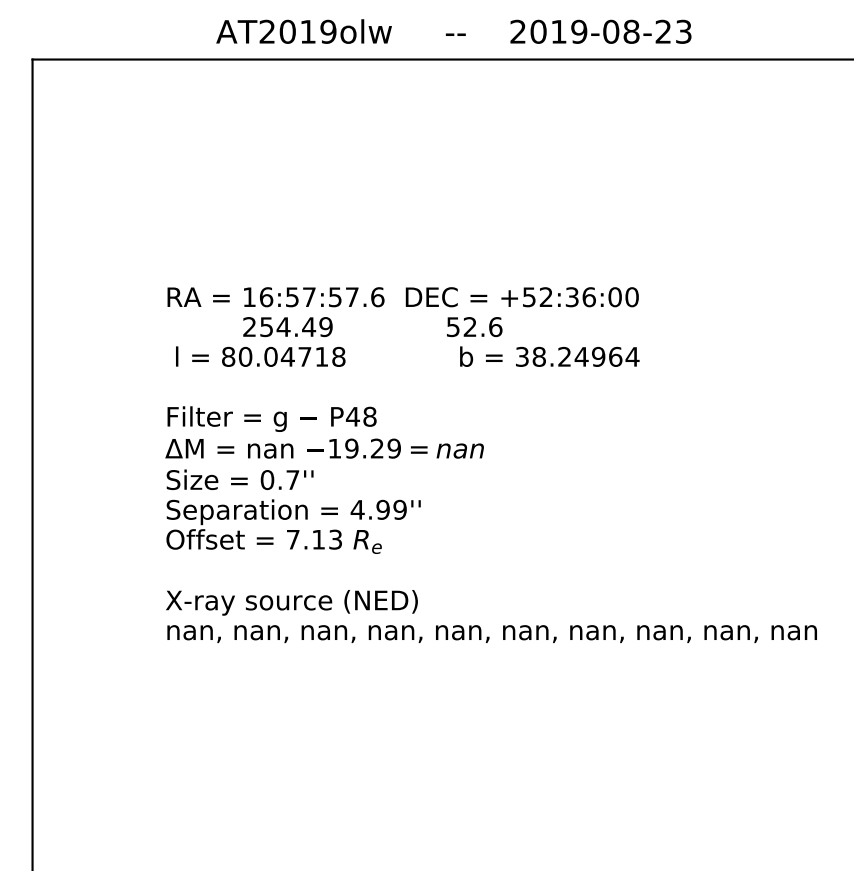 AT2019olw -- 2019-08-23
RA = 16:57:57.6 DEC = +52:36:00
254.49 52.6
l = 80.04718 b = 38.24964
Filter = g − P48
ΔM = nan −19.29 = nan
Size = 0.7''
Separation = 4.99''
Offset = 7.13 Rₑ
X-ray source (NED)
nan, nan, nan, nan, nan, nan, nan, nan, nan, nan